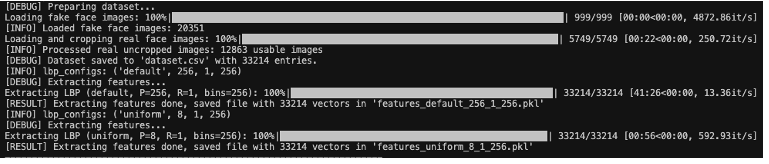 [DEBUG] Preparing dataset...
Loading fake face images: 100%| | 999/999 [00:00<00:00, 4872.86it/s]
[INFO] Loaded fake face images: 20351
Loading and cropping real face images: 100%| | 5749/5749 [00:22<00:00, 250.72it/s]
[INFO] Processed real uncropped images: 12863 usable images
[DEBUG] Dataset saved to 'dataset.csv' with 33214 entries.
[INFO] lbp_configs: ('default', 256, 1, 256)
[DEBUG] Extracting features...
Extracting LBP (default, P=256, R=1, bins=256): 100%| | 33214/33214 [41:26<00:00, 13.36it/s]
[RESULT] Extracting features done, saved file with 33214 vectors in 'features_default_256_1_256.pkl'
[INFO] lbp_configs: ('uniform', 8, 1, 256)
[DEBUG] Extracting features...
Extracting LBP (uniform, P=8, R=1, bins=256): 100%| | 33214/33214 [00:56<00:00, 592.93it/s]
[RESULT] Extracting features done, saved file with 33214 vectors in 'features_uniform_8_1_256.pkl'